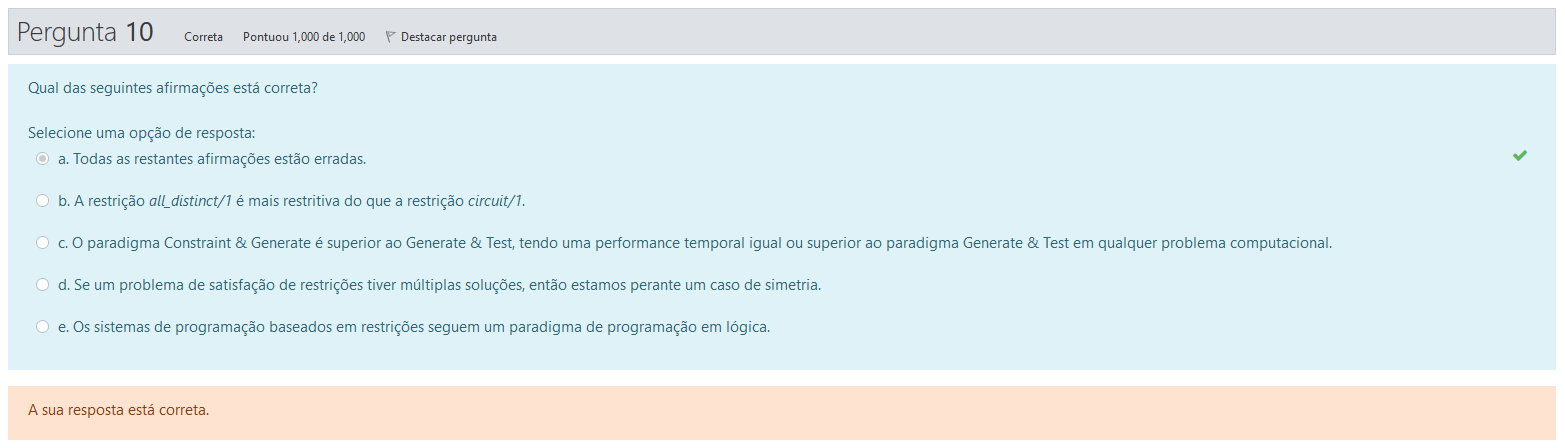 Pergunta 10 Correta Pontuou 1,000 de 1,000 Destacar pergunta
Qual das seguintes afirmações está correta?
Selecione uma opção de resposta:
a. Todas as restantes afirmações estão erradas.
b. A restrição all_distinct/1 é mais restritiva do que a restrição circuit/1.
c. O paradigma Constraint & Generate é superior ao Generate & Test, tendo uma performance temporal igual ou superior ao paradigma Generate & Test em qualquer problema computacional.
d. Se um problema de satisfação de restrições tiver múltiplas soluções, então estamos perante um caso de simetria.
e. Os sistemas de programação baseados em restrições seguem um paradigma de programação em lógica.
A sua resposta está correta.